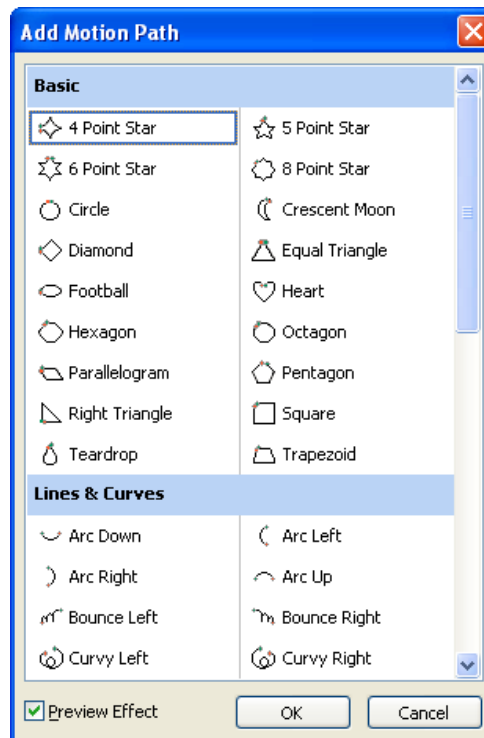 Add Motion Path
Basic
4 Point Star 5 Point Star
6 Point Star 8 Point Star
Circle Crescent Moon
Diamond Equal Triangle
Football Heart
Hexagon Octagon
Parallelogram Pentagon
Right Triangle Square
Teardrop Trapezoid
Lines & Curves
Arc Down Arc Left
Arc Right Arc Up
Bounce Left Bounce Right
Curvy Left Curvy Right
Preview Effect OK Cancel